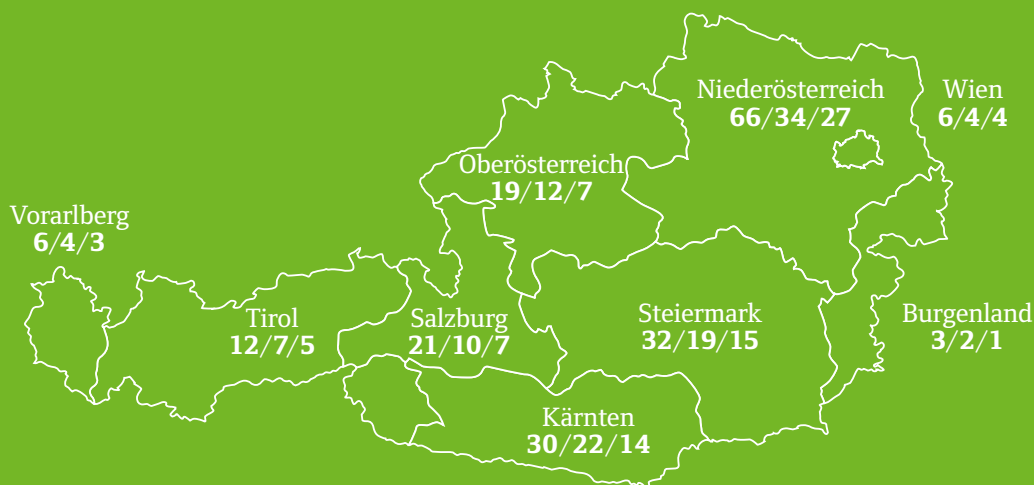 Niederösterreich
66/34/27
Wien
6/4/4
Oberösterreich
19/12/7
Vorarlberg
6/4/3
Tirol
12/7/5
Salzburg
21/10/7
Steiermark
32/19/15
Burgenland
3/2/1
Kärnten
30/22/14